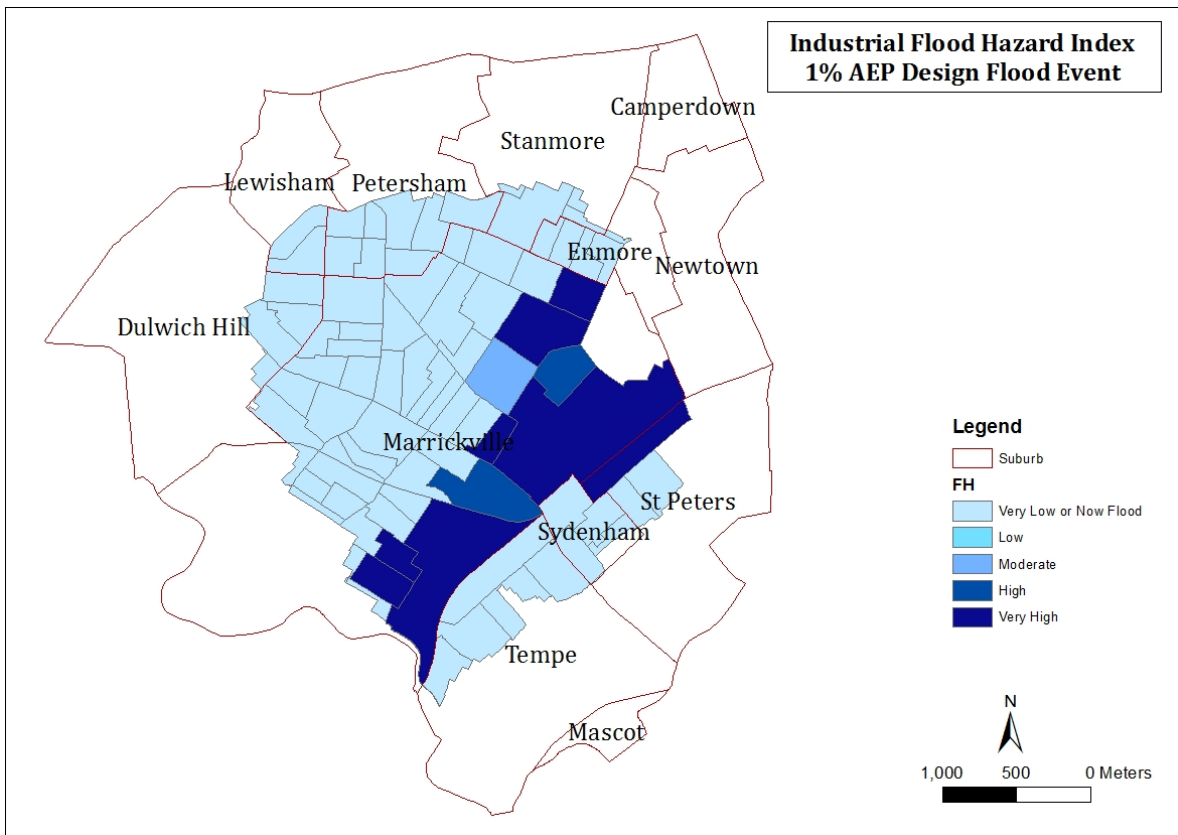 Industrial Flood Hazard Index
1% AEP Design Flood Event
Camperdown
Stanmore
Lewisham
Petersham
Enmore
Newtown
Dulwich Hill
Marrickville
St Peters
Sydenham
Tempe
Mascot
Legend
Suburb
FH
Very Low or Now Flood
Low
Moderate
High
Very High
N
1,000 500 0 Meters